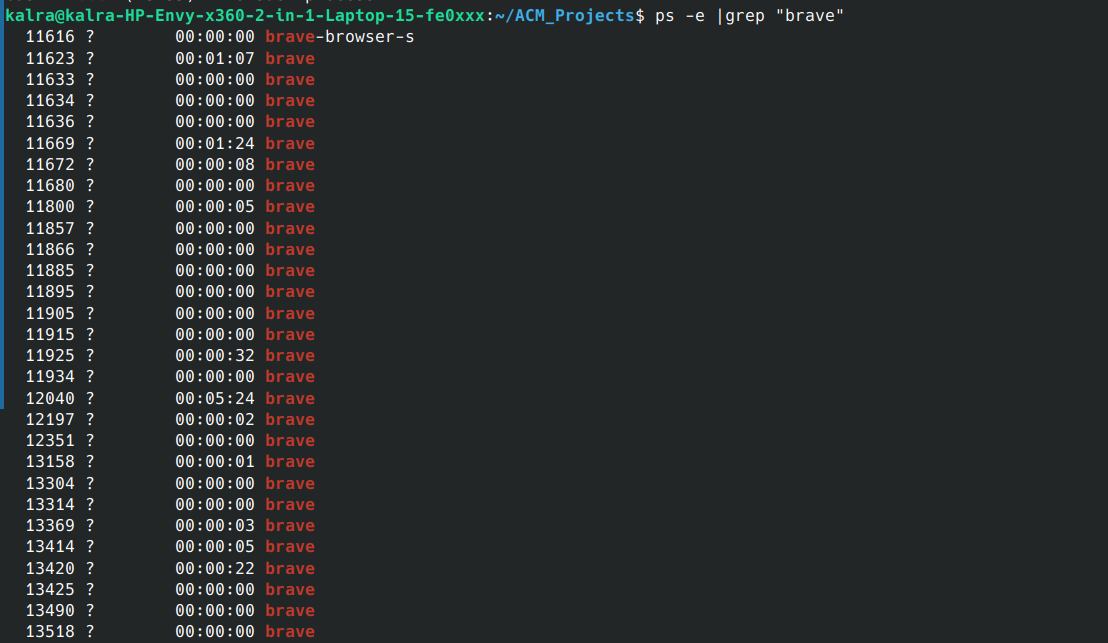 kalra@kalra-HP-Envy-x360-2-in-1-Laptop-15-fe0xxx:~/ACM_Projects$ ps -e |grep "brave"
11616 ? 00:00:00 brave-browser-s
11623 ? 00:01:07 brave
11633 ? 00:00:00 brave
11634 ? 00:00:00 brave
11636 ? 00:00:00 brave
11669 ? 00:01:24 brave
11672 ? 00:00:08 brave
11680 ? 00:00:00 brave
11800 ? 00:00:05 brave
11857 ? 00:00:00 brave
11866 ? 00:00:00 brave
11885 ? 00:00:00 brave
11895 ? 00:00:00 brave
11905 ? 00:00:00 brave
11915 ? 00:00:00 brave
11925 ? 00:00:32 brave
11934 ? 00:00:00 brave
12040 ? 00:05:24 brave
12197 ? 00:00:02 brave
12351 ? 00:00:00 brave
13158 ? 00:00:01 brave
13304 ? 00:00:00 brave
13314 ? 00:00:00 brave
13369 ? 00:00:03 brave
13414 ? 00:00:05 brave
13420 ? 00:00:22 brave
13425 ? 00:00:00 brave
13490 ? 00:00:00 brave
13518 ? 00:00:00 brave